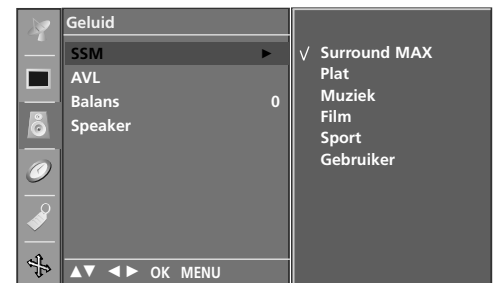 Geluid
SSM ►
AVL
Balans 0
Speaker
▲▼ ◄► OK MENU
√ Surround MAX
Plat
Muziek
Film
Sport
Gebruiker